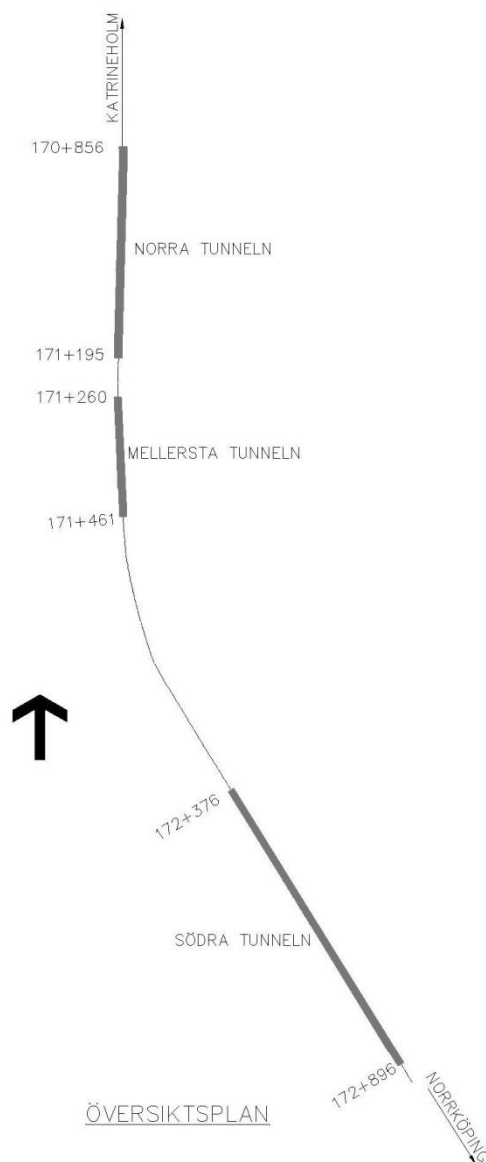 KATRINEHOLM
170+856
NORRA TUNNELN
171+195
171+260
MELLERSTA TUNNELN
171+461
172+376
SÖDRA TUNNELN
172+896
NORRKÖPING
ÖVERSIKTSPLAN